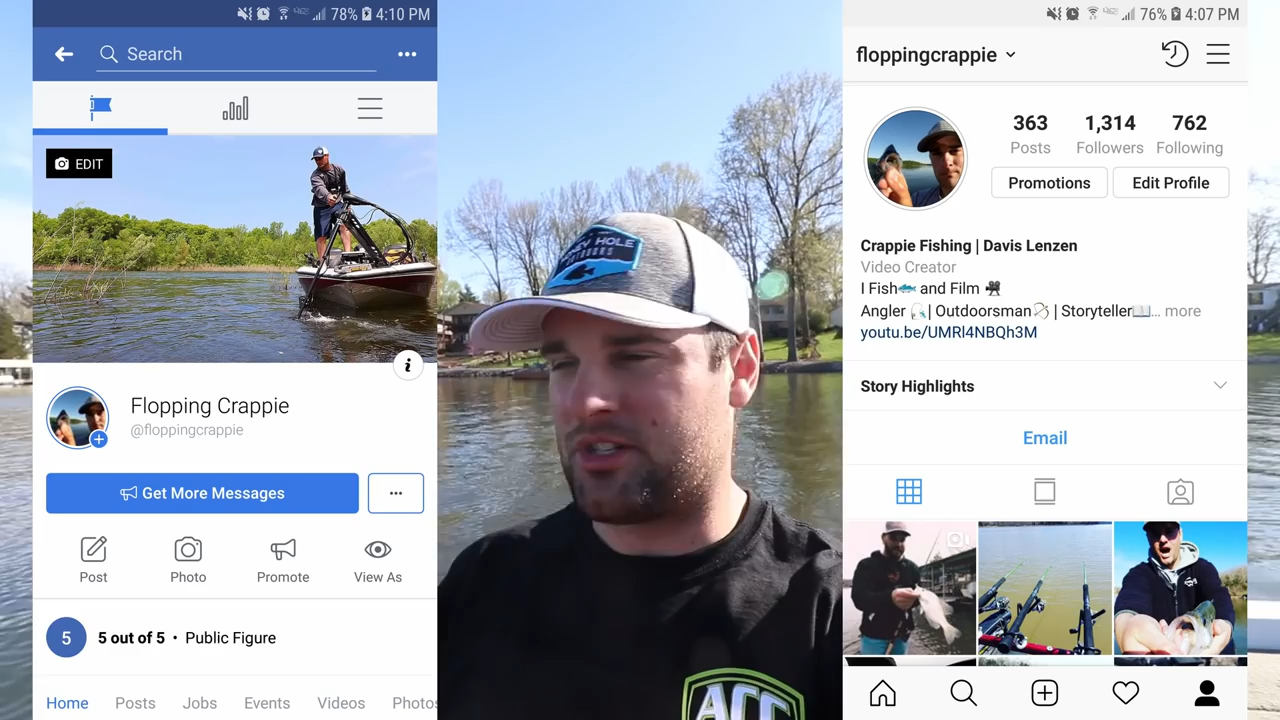 78% 4:10 PM
Search
EDIT
i
Flopping Crappie
@floppingcrappie
Get More Messages
Post Photo Promote View As
5 5 out of 5 • Public Figure
Home Posts Jobs Events Videos Photos
HOLE
OUTDOORS
ACC
76% 4:07 PM
floppingcrappie
363 1,314 762
Posts Followers Following
Promotions Edit Profile
Crappie Fishing | Davis Lenzen
Video Creator
I Fish🐟 and Film 🎥
Angler 🎣| Outdoorsman🏹| Storyteller📖... more
youtu.be/UMRl4NBQh3M
Story Highlights
Email